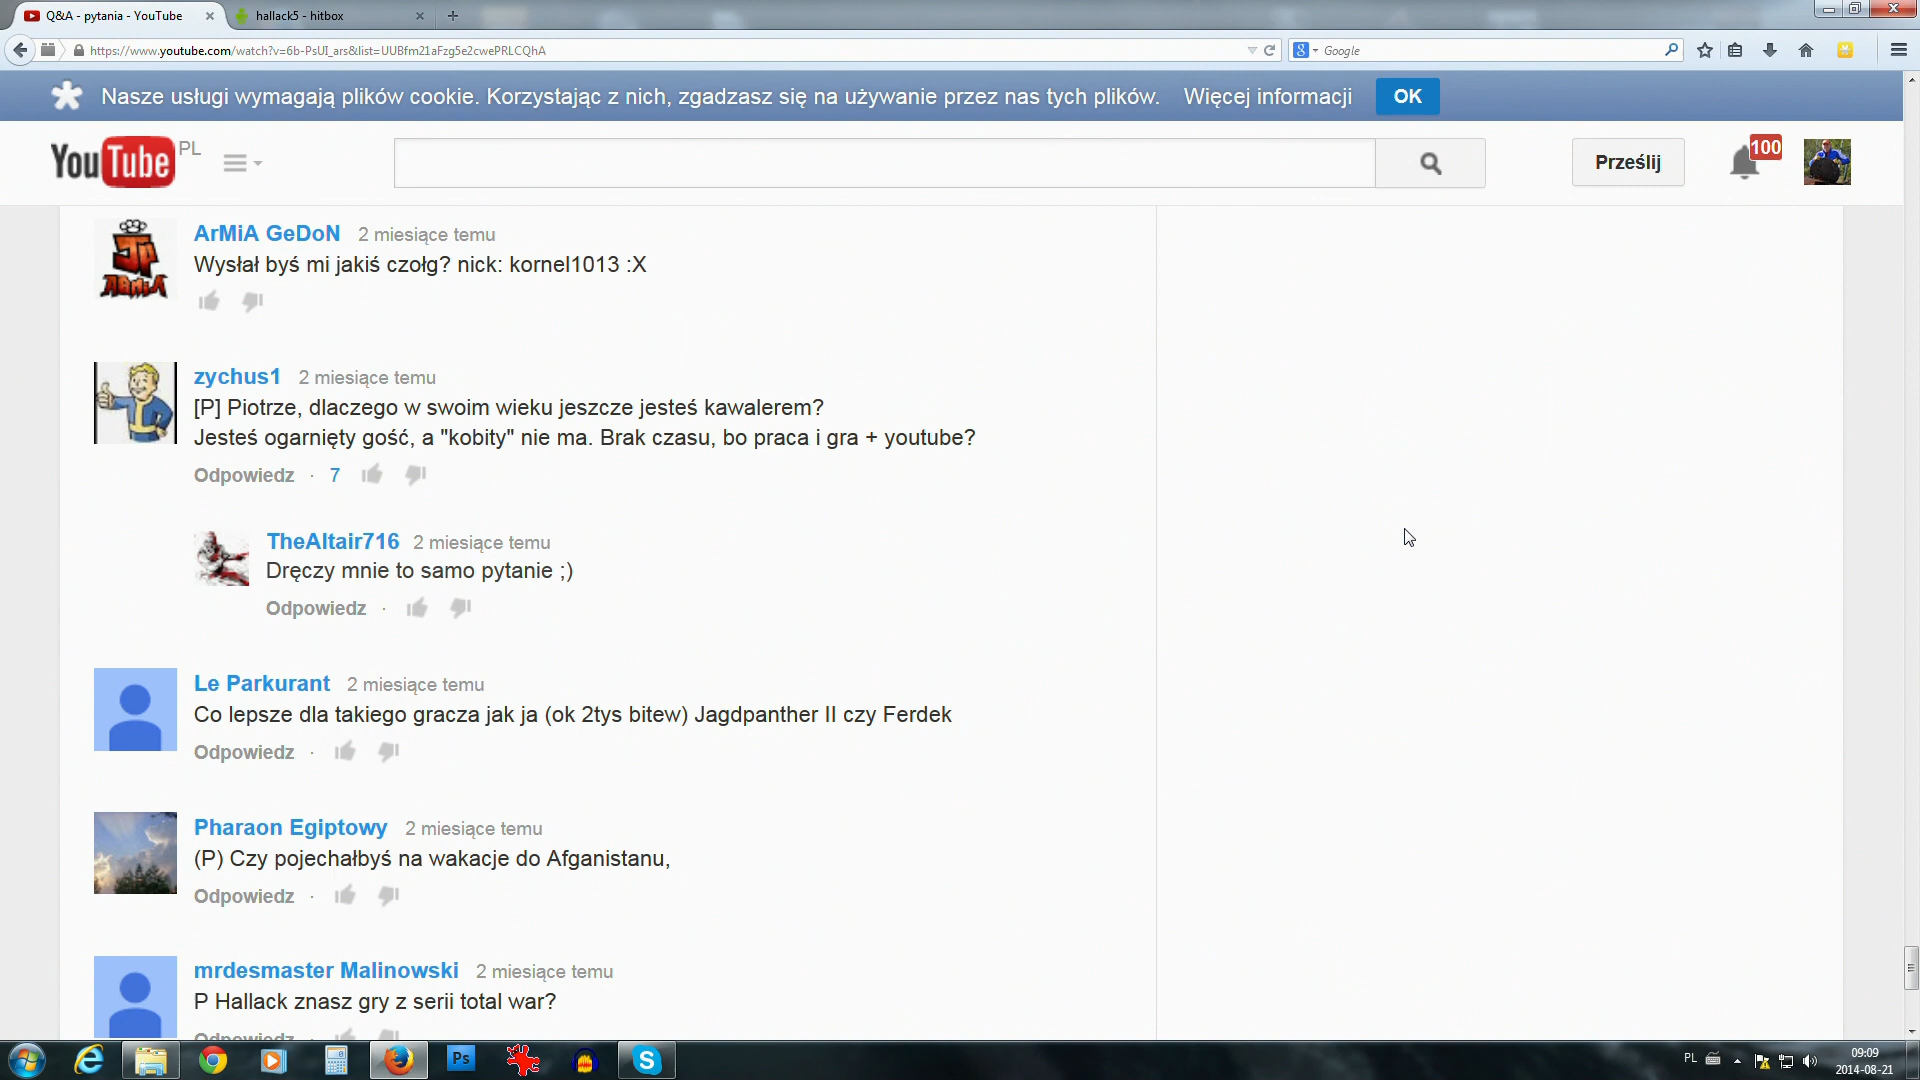 Q&A - pytania - YouTube
hallack5 - hitbox
https://www.youtube.com/watch?v=6b-PsUI_ars&list=UUBfm21aFzg5e2cwePRLCQhA
Google
Nasze usługi wymagają plików cookie. Korzystając z nich, zgadzasz się na używanie przez nas tych plików. Więcej informacji OK
YouTube PL
Prześlij
100
ArMiA GeDoN 2 miesiące temu
Wysłał byś mi jakiś czołg? nick: kornel1013 :X
zychus1 2 miesiące temu
[P] Piotrze, dlaczego w swoim wieku jeszcze jesteś kawalerem?
Jesteś ogarnięty gość, a "kobity" nie ma. Brak czasu, bo praca i gra + youtube?
Odpowiedz · 7
TheAltair716 2 miesiące temu
Dręczy mnie to samo pytanie ;)
Odpowiedz ·
Le Parkurant 2 miesiące temu
Co lepsze dla takiego gracza jak ja (ok 2tys bitew) Jagdpanther II czy Ferdek
Odpowiedz ·
Pharaon Egiptowy 2 miesiące temu
(P) Czy pojechałbyś na wakacje do Afganistanu,
Odpowiedz ·
mrdesmaster Malinowski 2 miesiące temu
P Hallack znasz gry z serii total war?
Odpowiedz
Ps
PL
09:09
2014-08-21